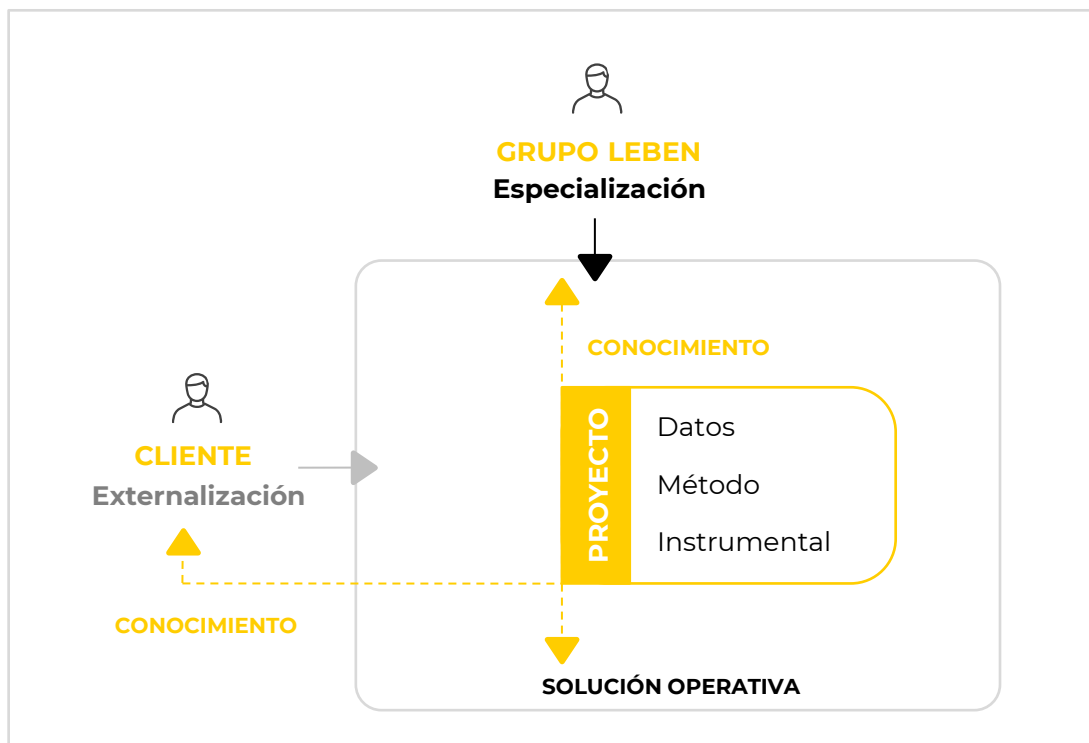 GRUPO LEBEN
Especialización
CONOCIMIENTO
PROYECTO
Datos
Método
Instrumental
CLIENTE
Externalización
CONOCIMIENTO
SOLUCIÓN OPERATIVA